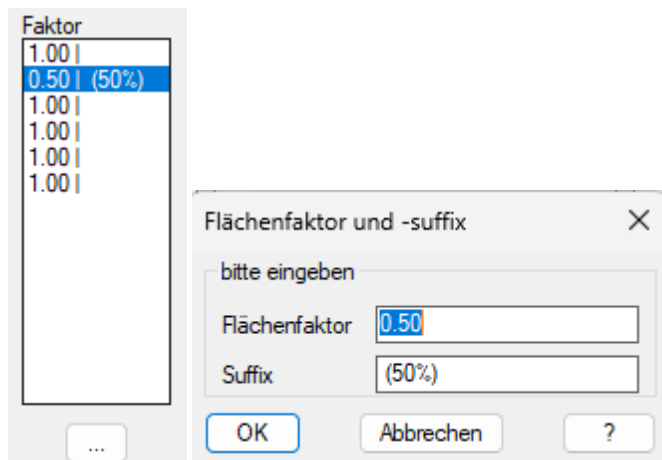 Faktor
1.00 |
0.50 |  (50%)
1.00 |
1.00 |
1.00 |
1.00 |
...
Flächenfaktor und -suffix
bitte eingeben
Flächenfaktor 0.50
Suffix (50%)
OK Abbrechen ?